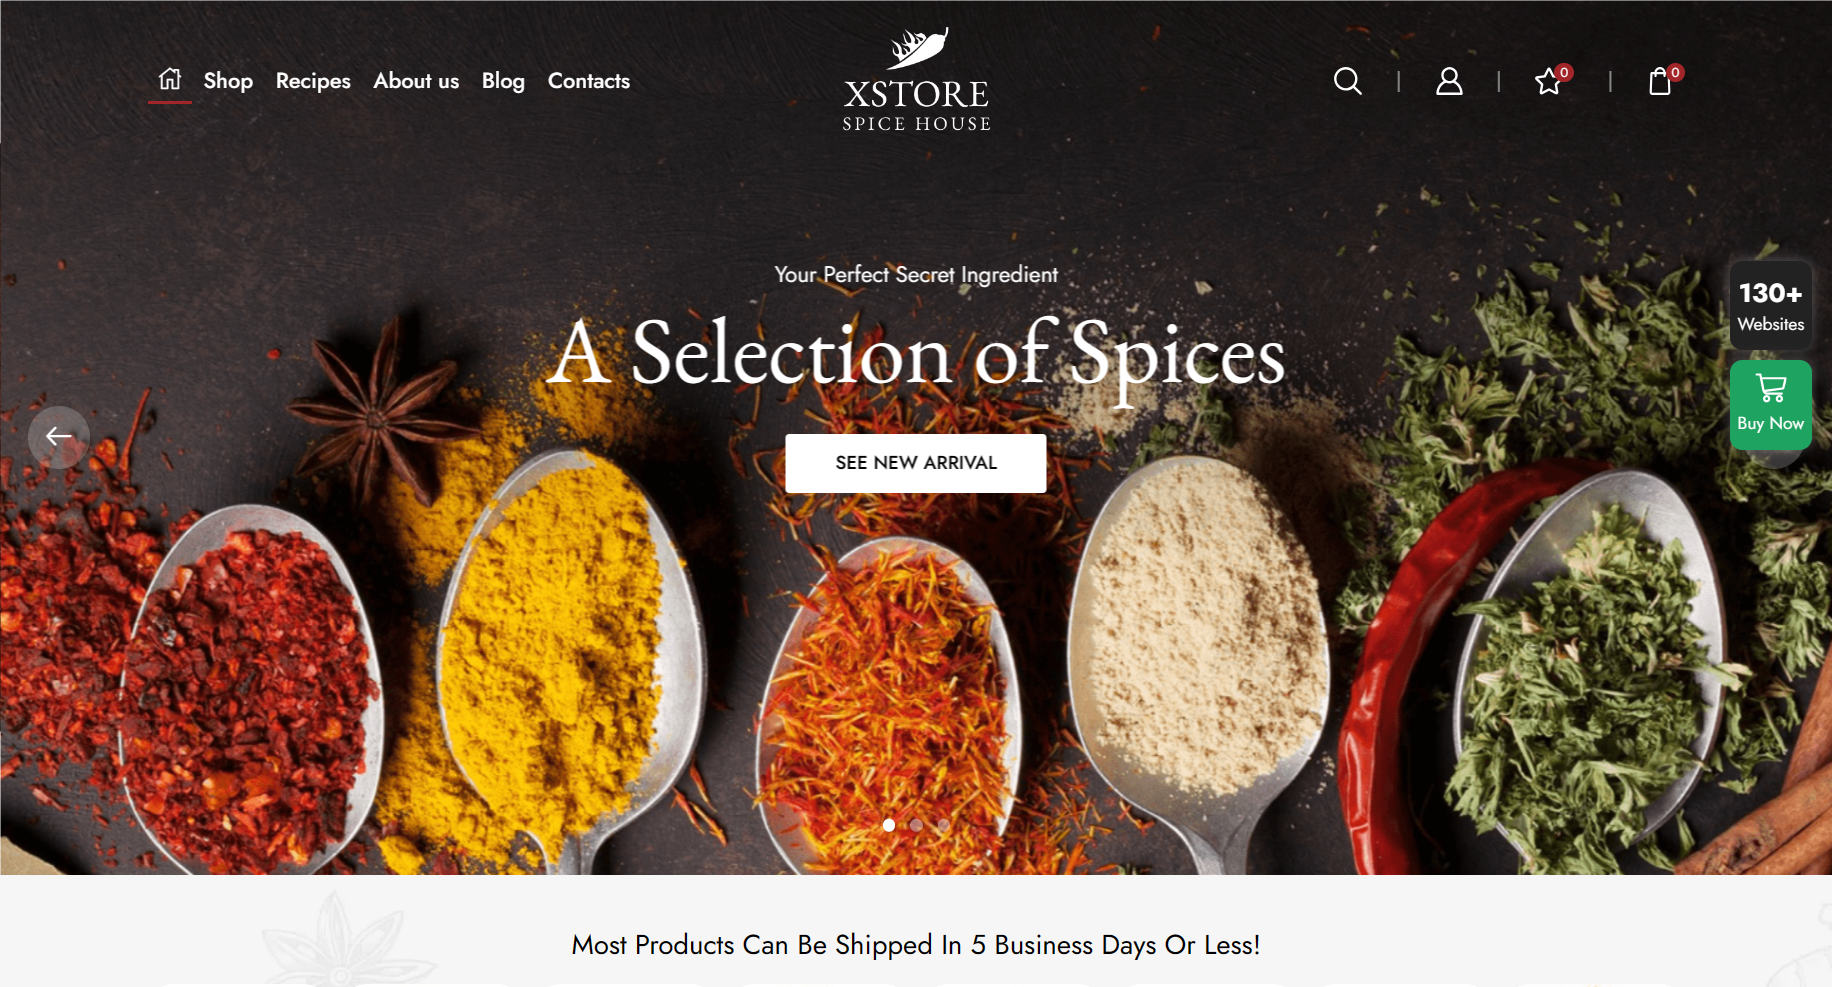 Shop Recipes About us Blog Contacts
XSTORE
SPICE HOUSE
0
0
Your Perfect Secret Ingredient
A Selection of Spices
SEE NEW ARRIVAL
130+
Websites
Buy Now
Most Products Can Be Shipped In 5 Business Days Or Less!